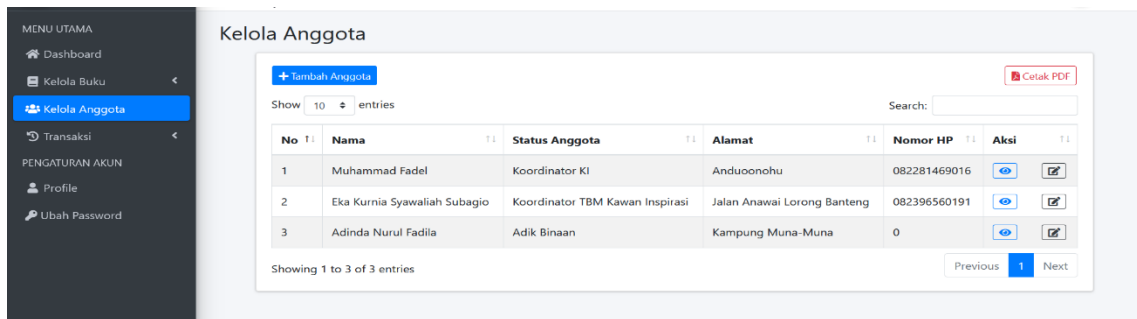 MENU UTAMA
Dashboard
Kelola Buku
Kelola Anggota
Transaksi
PENGATURAN AKUN
Profile
Ubah Password
Kelola Anggota
Tambah Anggota
Cetak PDF
Show 10 entries
Search:
No Nama Status Anggota Alamat Nomor HP Aksi
1 Muhammad Fadel Koordinator KI Anduoonohu 082281469016
2 Eka Kurnia Syawaliah Subagio Koordinator TBM Kawan Inspirasi Jalan Anawai Lorong Banteng 082396560191
3 Adinda Nurul Fadila Adik Binaan Kampung Muna-Muna 0
Showing 1 to 3 of 3 entries
Previous 1 Next